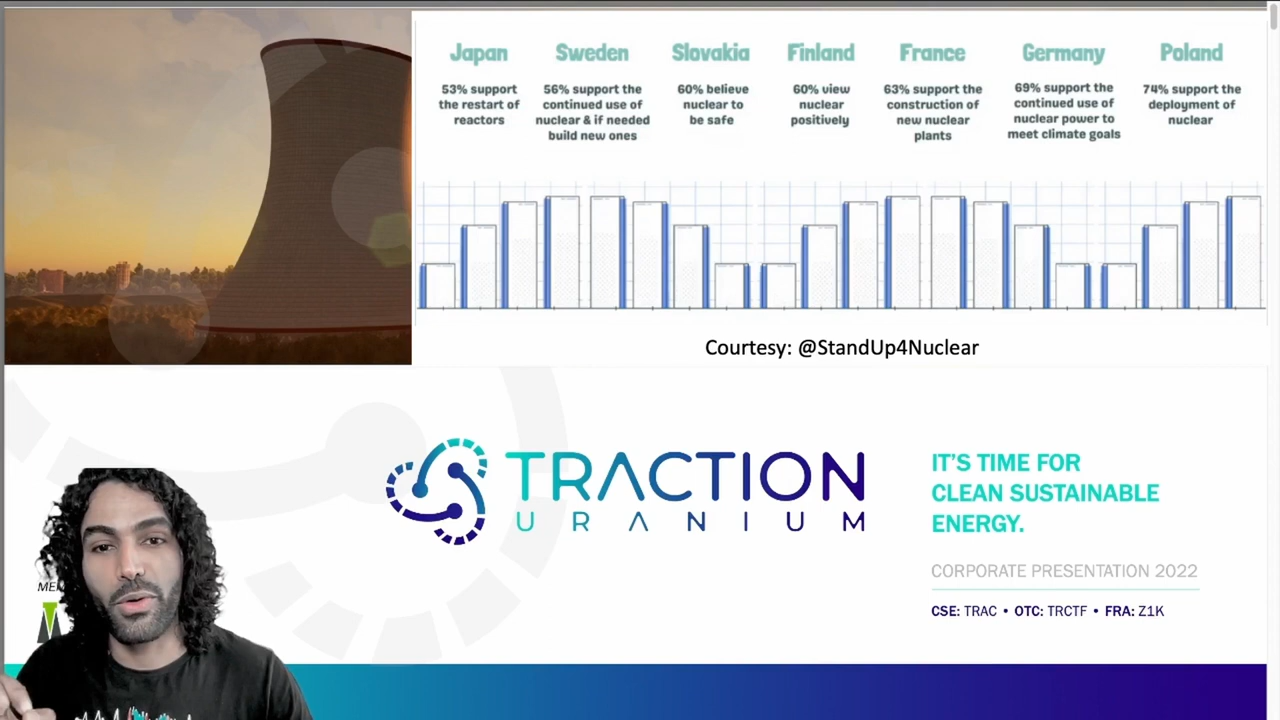 Japan
53% support
the restart of
reactors
Sweden
56% support the
continued use of
nuclear & if needed
build new ones
Slovakia
60% believe
nuclear to
be safe
Finland
60% view
nuclear
positively
France
63% support the
construction of
new nuclear
plants
Germany
69% support the
continued use of
nuclear power to
meet climate goals
Poland
74% support the
deployment of
nuclear
Courtesy: @StandUp4Nuclear
TRACTION
URANIUM
IT'S TIME FOR
CLEAN SUSTAINABLE
ENERGY.
CORPORATE PRESENTATION 2022
CSE: TRAC • OTC: TRCTF • FRA: Z1K